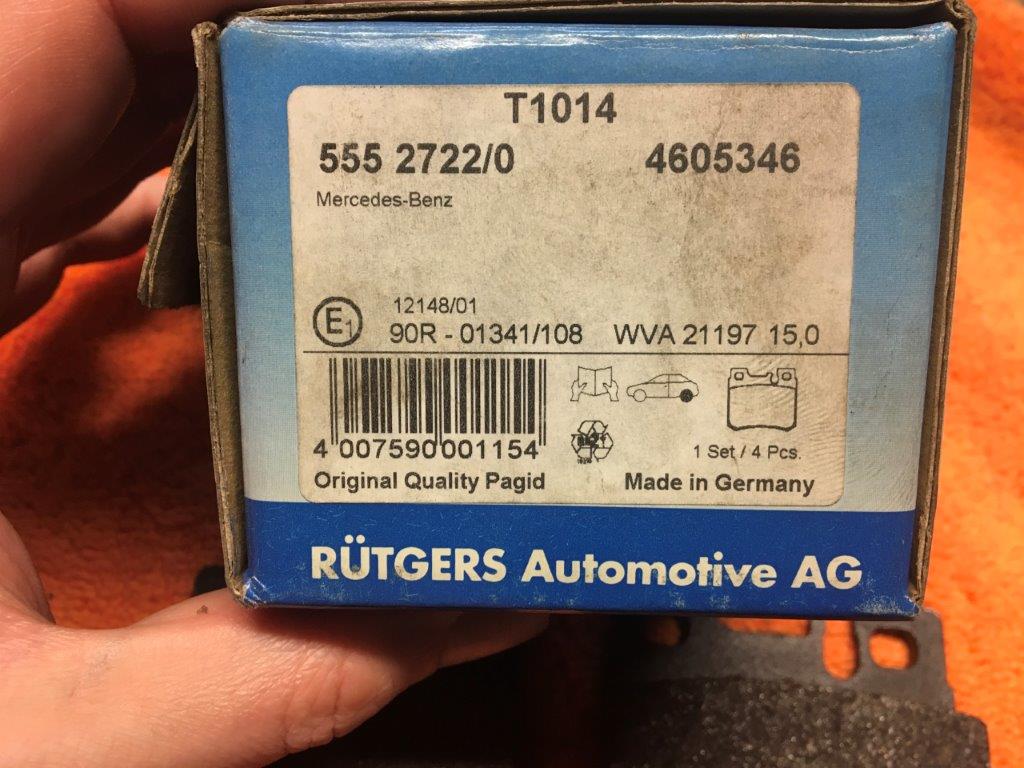 T1014
555 2722/0 4605346
Mercedes-Benz
12148/01
E1 90R - 01341/108 WVA 21197 15,0
4 007590 001154
1 Set / 4 Pcs.
Original Quality Pagid Made in Germany
RÜTGERS Automotive AG